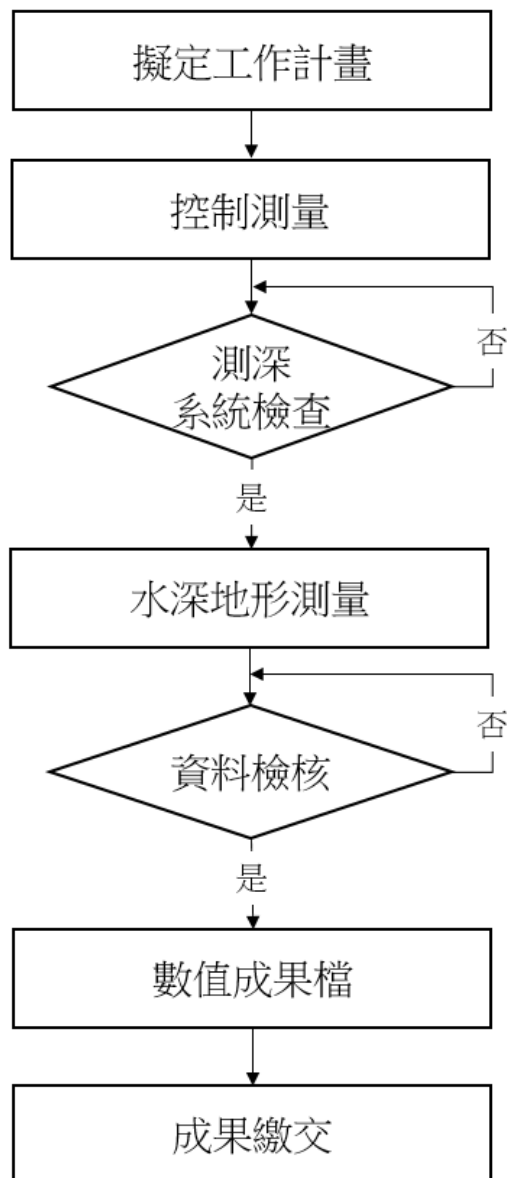 擬定工作計畫
控制測量
否
測深
系統檢查
是
水深地形測量
否
資料檢核
是
數值成果檔
成果繳交